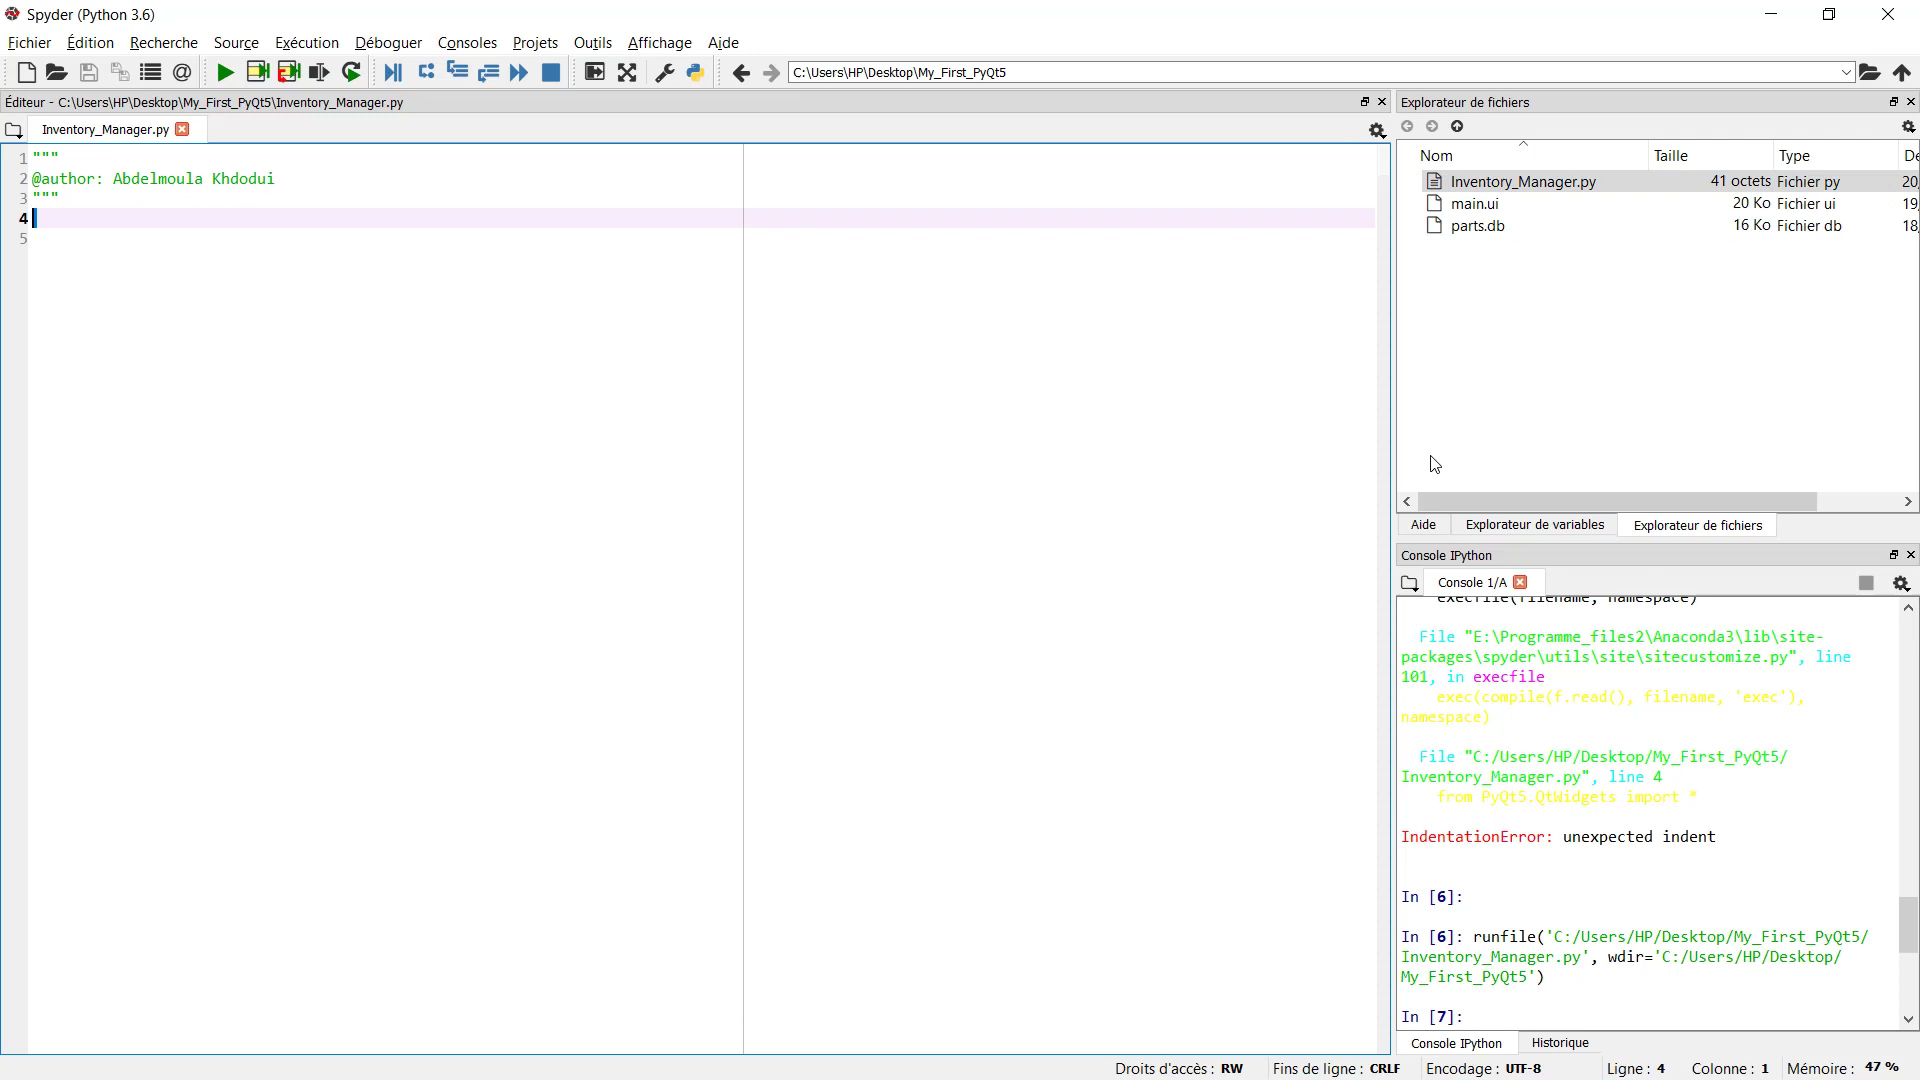 Spyder (Python 3.6)
Fichier Édition Recherche Source Exécution Déboguer Consoles Projets Outils Affichage Aide
C:\Users\HP\Desktop\My_First_PyQt5
Éditeur - C:\Users\HP\Desktop\My_First_PyQt5\Inventory_Manager.py
Inventory_Manager.py
1 """
2 @author: Abdelmoula Khdodui
3 """
4
5
Explorateur de fichiers
Nom Taille Type
Inventory_Manager.py 41 octets Fichier py 20
main.ui 20 Ko Fichier ui 19
parts.db 16 Ko Fichier db 18
Aide Explorateur de variables Explorateur de fichiers
Console IPython
Console 1/A
execfile(filename, namespace)
File "E:\Programme_files2\Anaconda3\lib\site-
packages\spyder\utils\site\sitecustomize.py", line
101, in execfile
exec(compile(f.read(), filename, 'exec'),
namespace)
File "C:/Users/HP/Desktop/My_First_PyQt5/
Inventory_Manager.py", line 4
from PyQt5.QtWidgets import *
IndentationError: unexpected indent
In [6]:
In [6]: runfile('C:/Users/HP/Desktop/My_First_PyQt5/
Inventory_Manager.py', wdir='C:/Users/HP/Desktop/
My_First_PyQt5')
In [7]:
Console IPython Historique
Droits d'accès : RW Fins de ligne : CRLF Encodage : UTF-8 Ligne : 4 Colonne : 1 Mémoire : 47 %